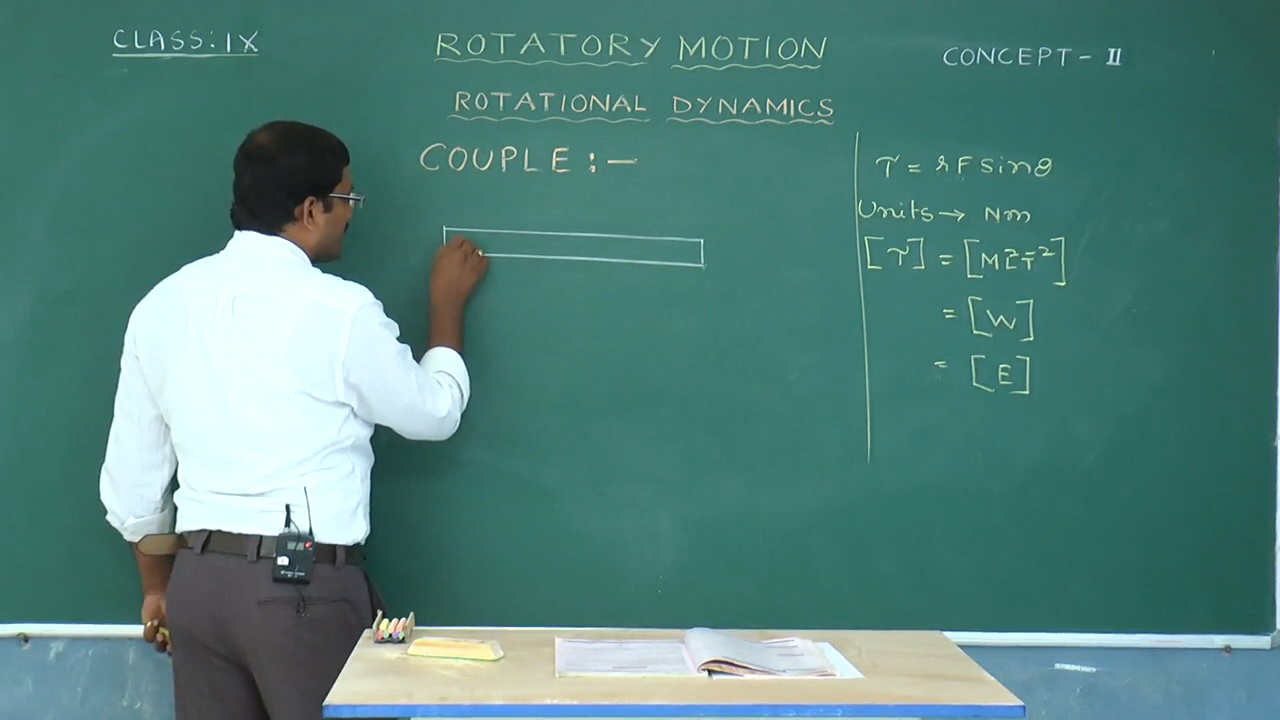 CLASS: IX
ROTATORY MOTION
CONCEPT - II
ROTATIONAL DYNAMICS
COUPLE :-
τ = rF sinθ
Units → Nm
[τ] = [ML²T⁻²]
= [W]
= [E]